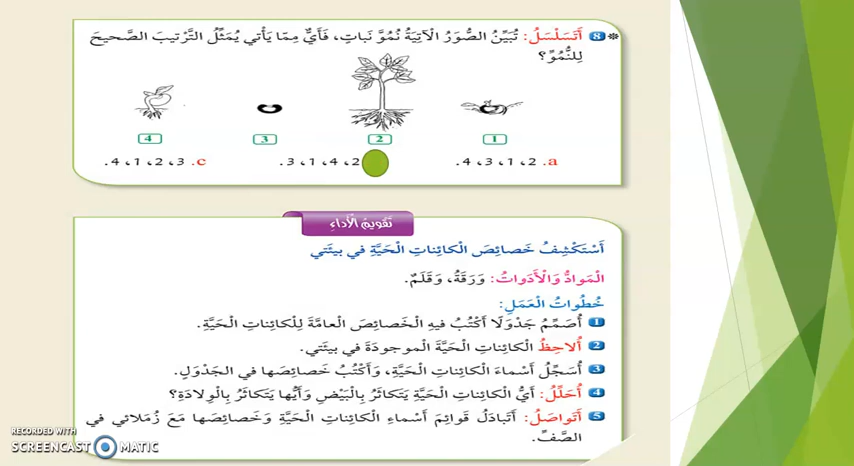 * 8 أَتَسَلْسَلُ: تُبَيِّنُ الصُّوَرُ الْآتِيَةُ نُمُوَّ نَباتٍ، فَأَيٌّ مِمّا يَأْتي يُمَثِّلُ التَّرْتيبَ الصَّحيحَ
لِلنُّمُوِّ؟
1 2 3 4
a. 2، 1، 3، 4. 2، 4، 1، 3. c. 3، 2، 1، 4.
تَقْويمُ الْأَداءِ
أَسْتَكْشِفُ خَصائِصَ الْكائِناتِ الْحَيَّةِ في بيئَتي
الْمَوادُّ وَالْأَدَواتُ: وَرَقَةُ، وَقَلَمٌ.
خُطُواتُ الْعَمَلِ:
1 أُصَمِّمُ جَدْوَلًا أَكْتُبُ فيهِ الْخَصائِصَ الْعامَّةَ لِلْكائِناتِ الْحَيَّةِ.
2 أُلاحِظُ الْكائِناتِ الْحَيَّةَ الْموجودَةَ في بيئَتي.
3 أُسَجِّلُ أَسْماءَ الْكائِناتِ الْحَيَّةِ، وَأَكْتُبُ خَصائِصَها في الجَدْوَلِ.
4 أُحَلِّلُ: أَيُّ الْكائِناتِ الْحَيَّةِ يَتَكاثَرُ بِالْبَيْضِ وَأَيُّها يَتَكاثَرُ بِالْوِلادَةِ؟
5 أَتَواصَلُ: أَتَبادَلُ قَوائِمَ أَسْماءِ الْكائِناتِ الْحَيَّةِ وَخَصائِصَها مَعَ زُمَلائي في
الصَّفِّ.
RECORDED WITH
SCREENCAST MATIC